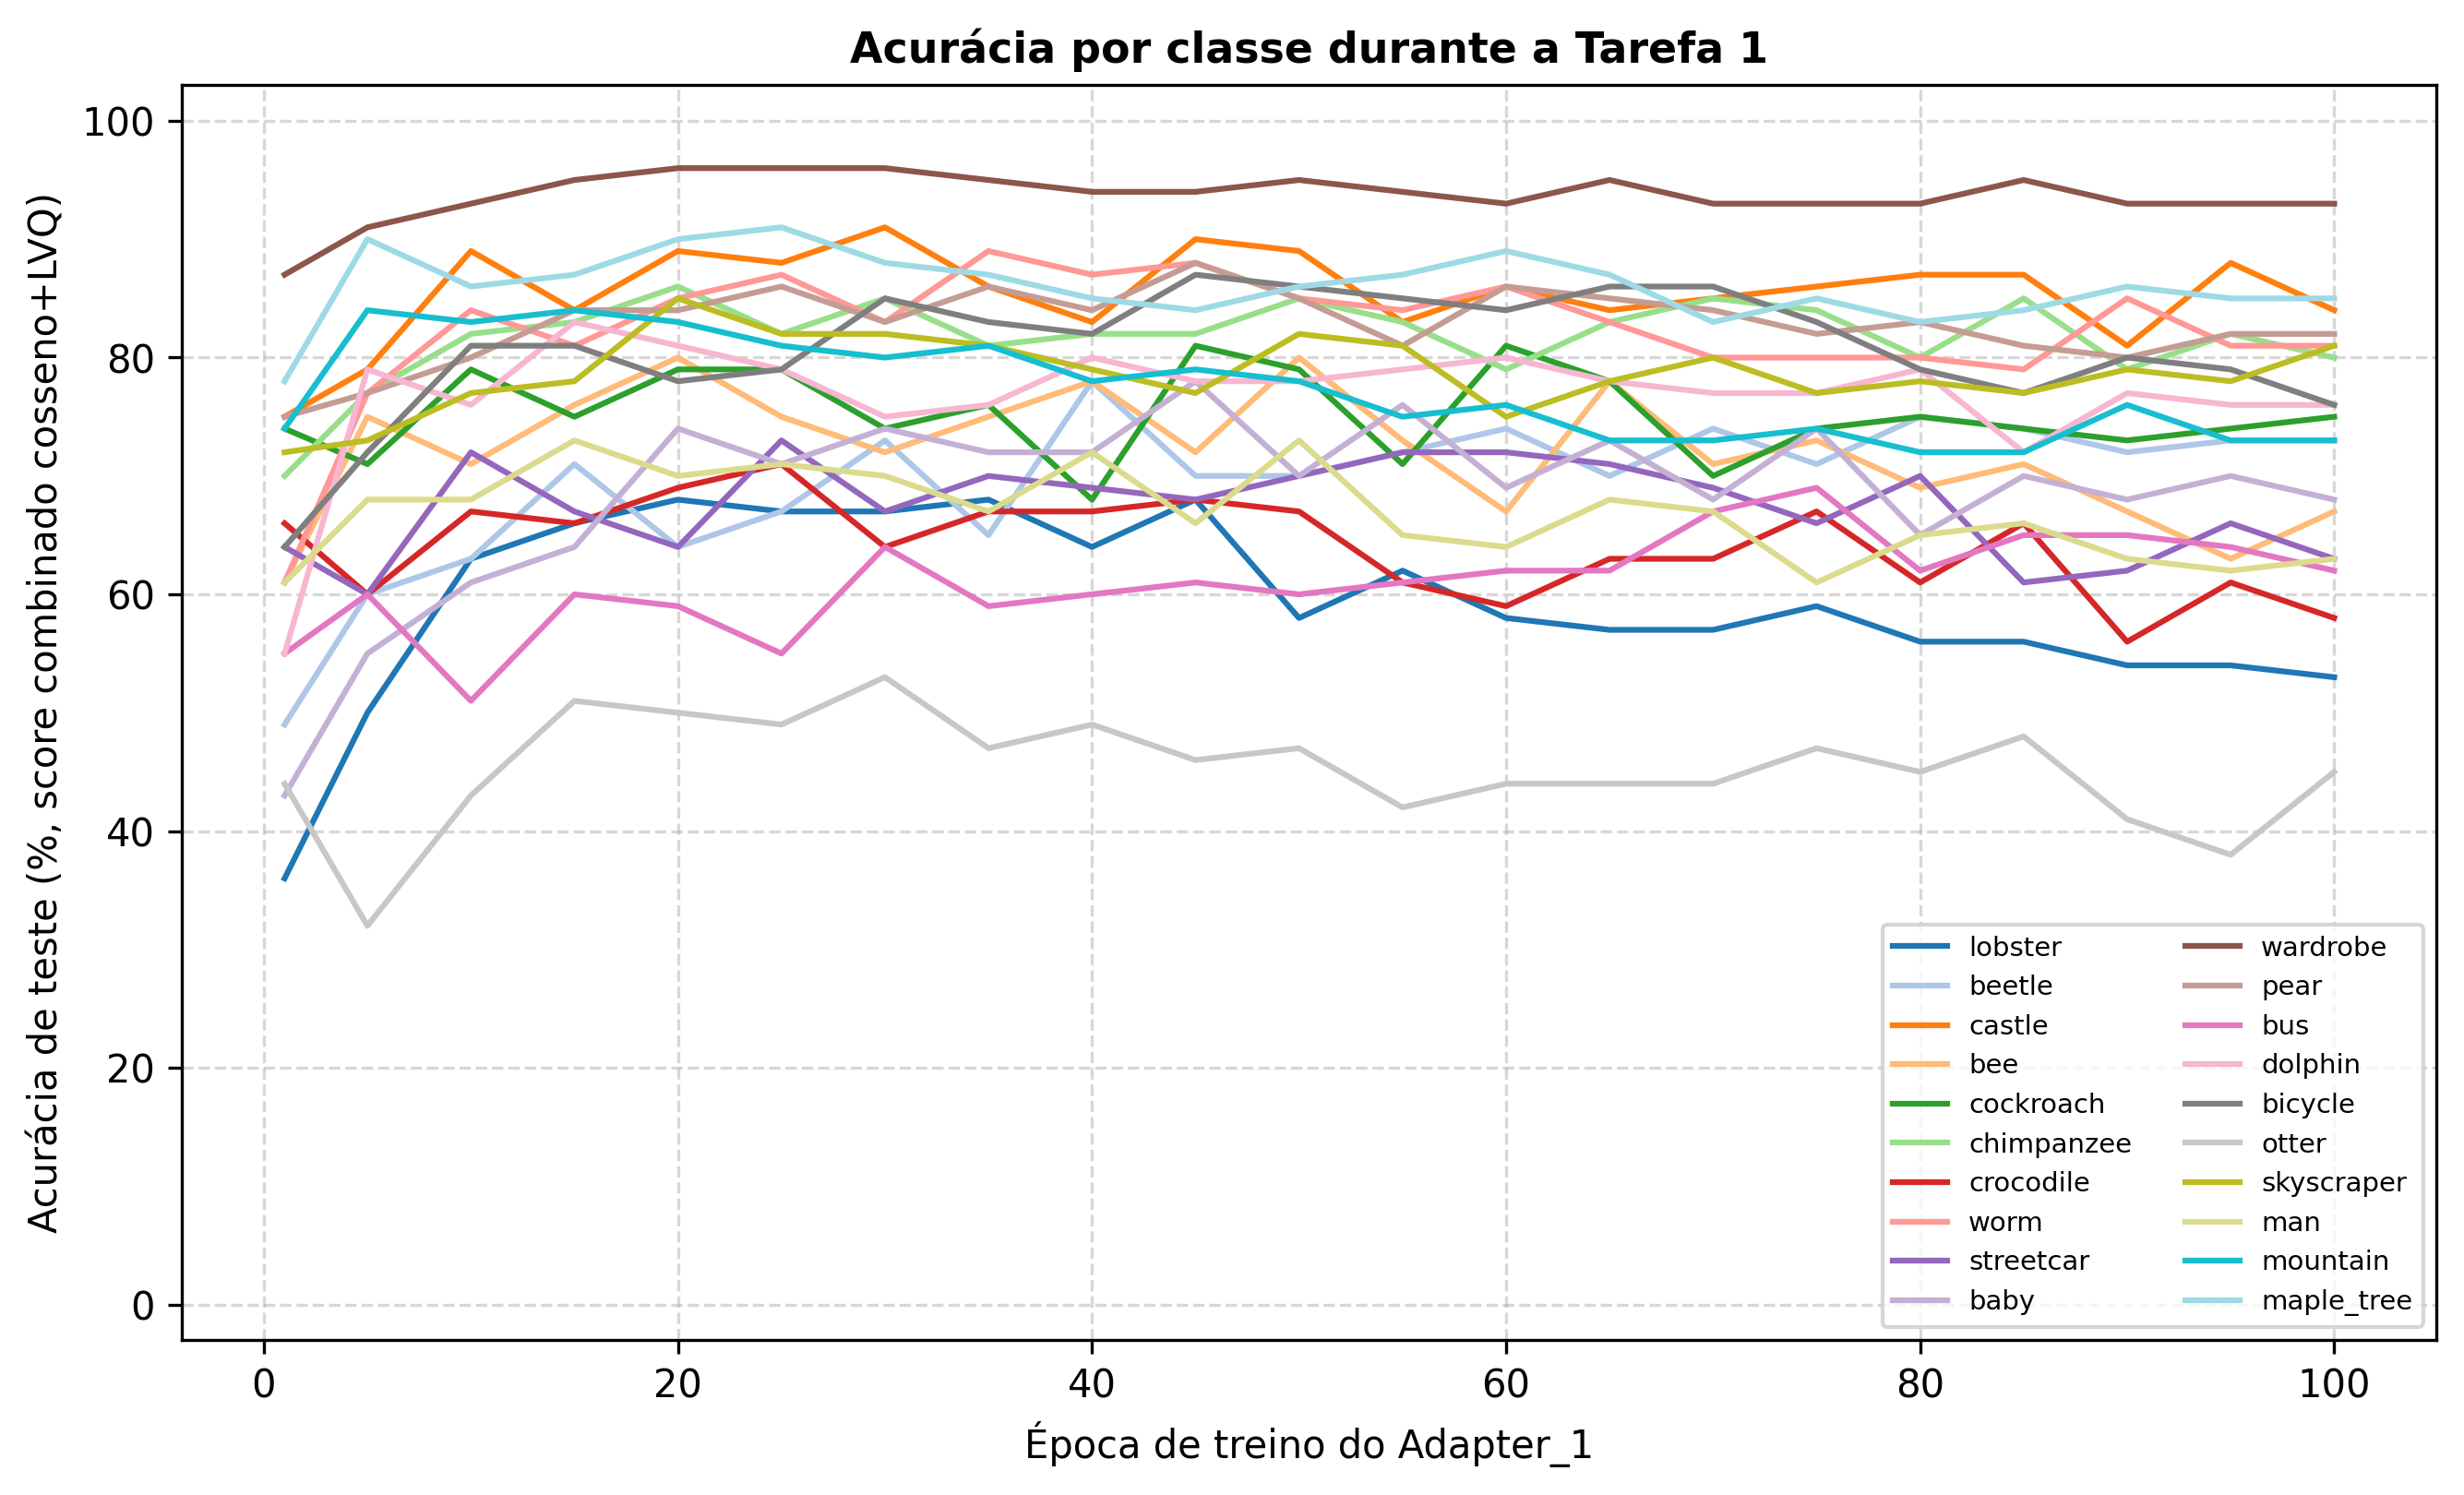 Acurácia por classe durante a Tarefa 1
Acurácia de teste (%, score combinado cosseno+LVQ)
100
80
60
40
20
0
0
20
40
60
80
100
Época de treino do Adapter_1
lobster
beetle
castle
bee
cockroach
chimpanzee
crocodile
worm
streetcar
baby
wardrobe
pear
bus
dolphin
bicycle
otter
skyscraper
man
mountain
maple_tree